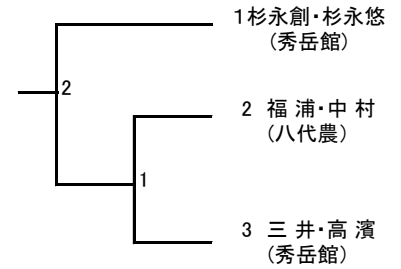 1杉永創・杉永悠
(秀岳館)
2
2 福 浦・中 村
(八代農)
1
3 三 井・高 濱
(秀岳館)